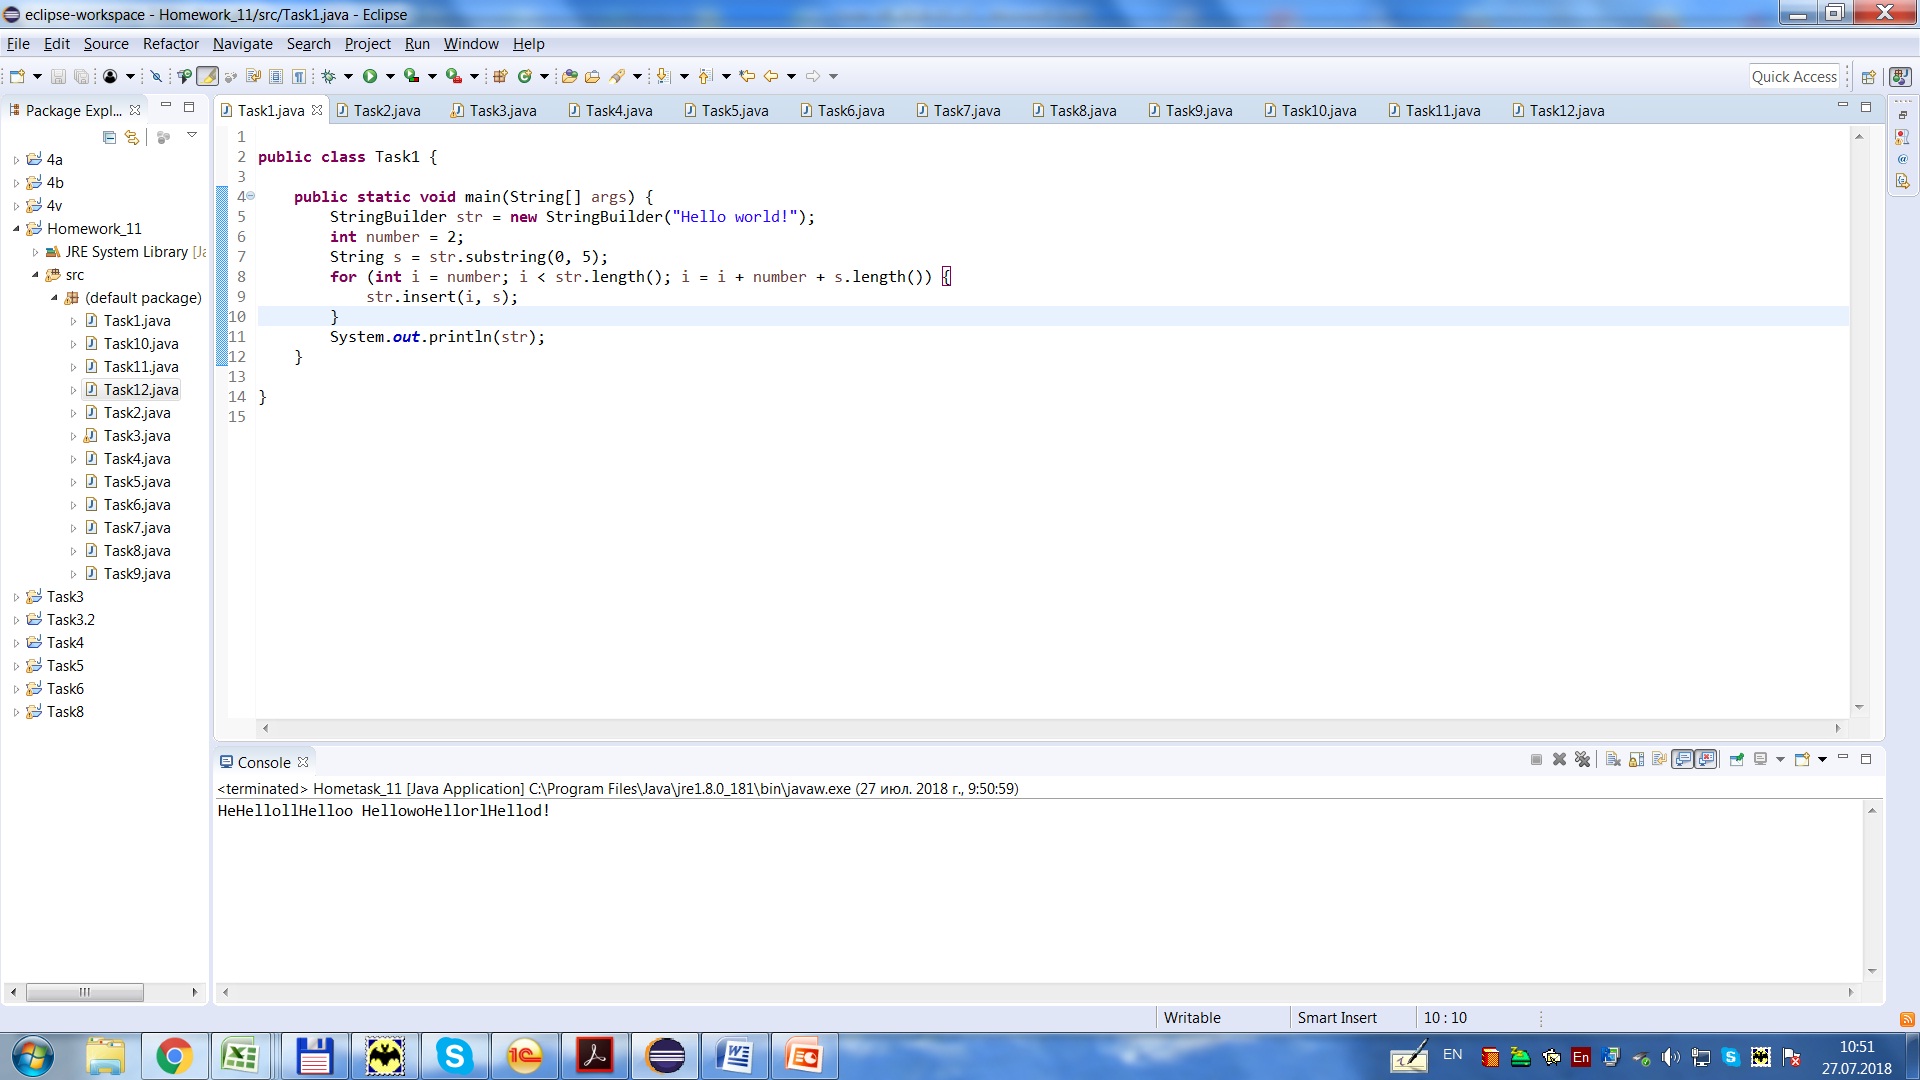 eclipse-workspace - Homework_11/src/Task1.java - Eclipse
File Edit Source Refactor Navigate Search Project Run Window Help
Quick Access
Package Expl...
4a
4b
4v
Homework_11
JRE System Library [Ja
src
(default package)
Task1.java
Task10.java
Task11.java
Task12.java
Task2.java
Task3.java
Task4.java
Task5.java
Task6.java
Task7.java
Task8.java
Task9.java
Task3
Task3.2
Task4
Task5
Task6
Task8
Task1.java Task2.java Task3.java Task4.java Task5.java Task6.java Task7.java Task8.java Task9.java Task10.java Task11.java Task12.java
1
2 public class Task1 {
3
4 public static void main(String[] args) {
5 StringBuilder str = new StringBuilder("Hello world!");
6 int number = 2;
7 String s = str.substring(0, 5);
8 for (int i = number; i < str.length(); i = i + number + s.length()) {
9 str.insert(i, s);
10 }
11 System.out.println(str);
12 }
13
14 }
15
Console
<terminated> Hometask_11 [Java Application] C:\Program Files\Java\jre1.8.0_181\bin\javaw.exe (27 июл. 2018 г., 9:50:59)
HeHellollHelloo HellowoHellorlHellod!
Writable Smart Insert 10 : 10
EN En 10:51
27.07.2018